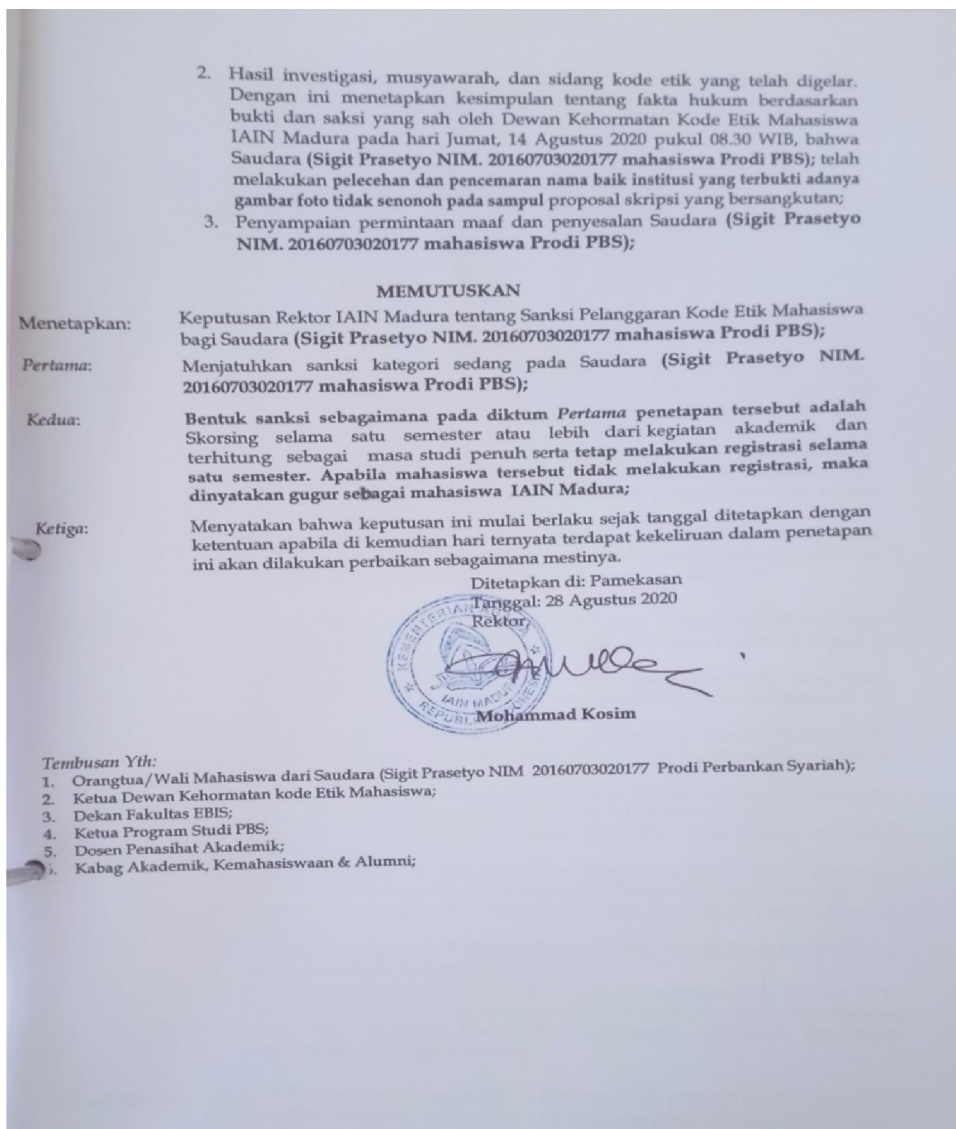 2. Hasil investigasi, musyawarah, dan sidang kode etik yang telah digelar.
Dengan ini menetapkan kesimpulan tentang fakta hukum berdasarkan
bukti dan saksi yang sah oleh Dewan Kehormatan Kode Etik Mahasiswa
IAIN Madura pada hari Jumat, 14 Agustus 2020 pukul 08.30 WIB, bahwa
Saudara (Sigit Prasetyo NIM. 20160703020177 mahasiswa Prodi PBS); telah
melakukan pelecehan dan pencemaran nama baik institusi yang terbukti adanya
gambar foto tidak senonoh pada sampul proposal skripsi yang bersangkutan;
3. Penyampaian permintaan maaf dan penyesalan Saudara (Sigit Prasetyo
NIM. 20160703020177 mahasiswa Prodi PBS);
MEMUTUSKAN
Menetapkan: Keputusan Rektor IAIN Madura tentang Sanksi Pelanggaran Kode Etik Mahasiswa
bagi Saudara (Sigit Prasetyo NIM. 20160703020177 mahasiswa Prodi PBS);
Pertama: Menjatuhkan sanksi kategori sedang pada Saudara (Sigit Prasetyo NIM.
20160703020177 mahasiswa Prodi PBS);
Kedua: Bentuk sanksi sebagaimana pada diktum Pertama penetapan tersebut adalah
Skorsing selama satu semester atau lebih dari kegiatan akademik dan
terhitung sebagai masa studi penuh serta tetap melakukan registrasi selama
satu semester. Apabila mahasiswa tersebut tidak melakukan registrasi, maka
dinyatakan gugur sebagai mahasiswa IAIN Madura;
Ketiga: Menyatakan bahwa keputusan ini mulai berlaku sejak tanggal ditetapkan dengan
ketentuan apabila di kemudian hari ternyata terdapat kekeliruan dalam penetapan
ini akan dilakukan perbaikan sebagaimana mestinya.
Ditetapkan di: Pamekasan
Tanggal: 28 Agustus 2020
Rektor,
KEMENTERIAN AGAMA
IAIN MADURA
REPUBLIK INDONESIA
Mohammad Kosim
Tembusan Yth:
1. Orangtua/Wali Mahasiswa dari Saudara (Sigit Prasetyo NIM 20160703020177 Prodi Perbankan Syariah);
2. Ketua Dewan Kehormatan kode Etik Mahasiswa;
3. Dekan Fakultas EBIS;
4. Ketua Program Studi PBS;
5. Dosen Penasihat Akademik;
Kabag Akademik, Kemahasiswaan & Alumni;